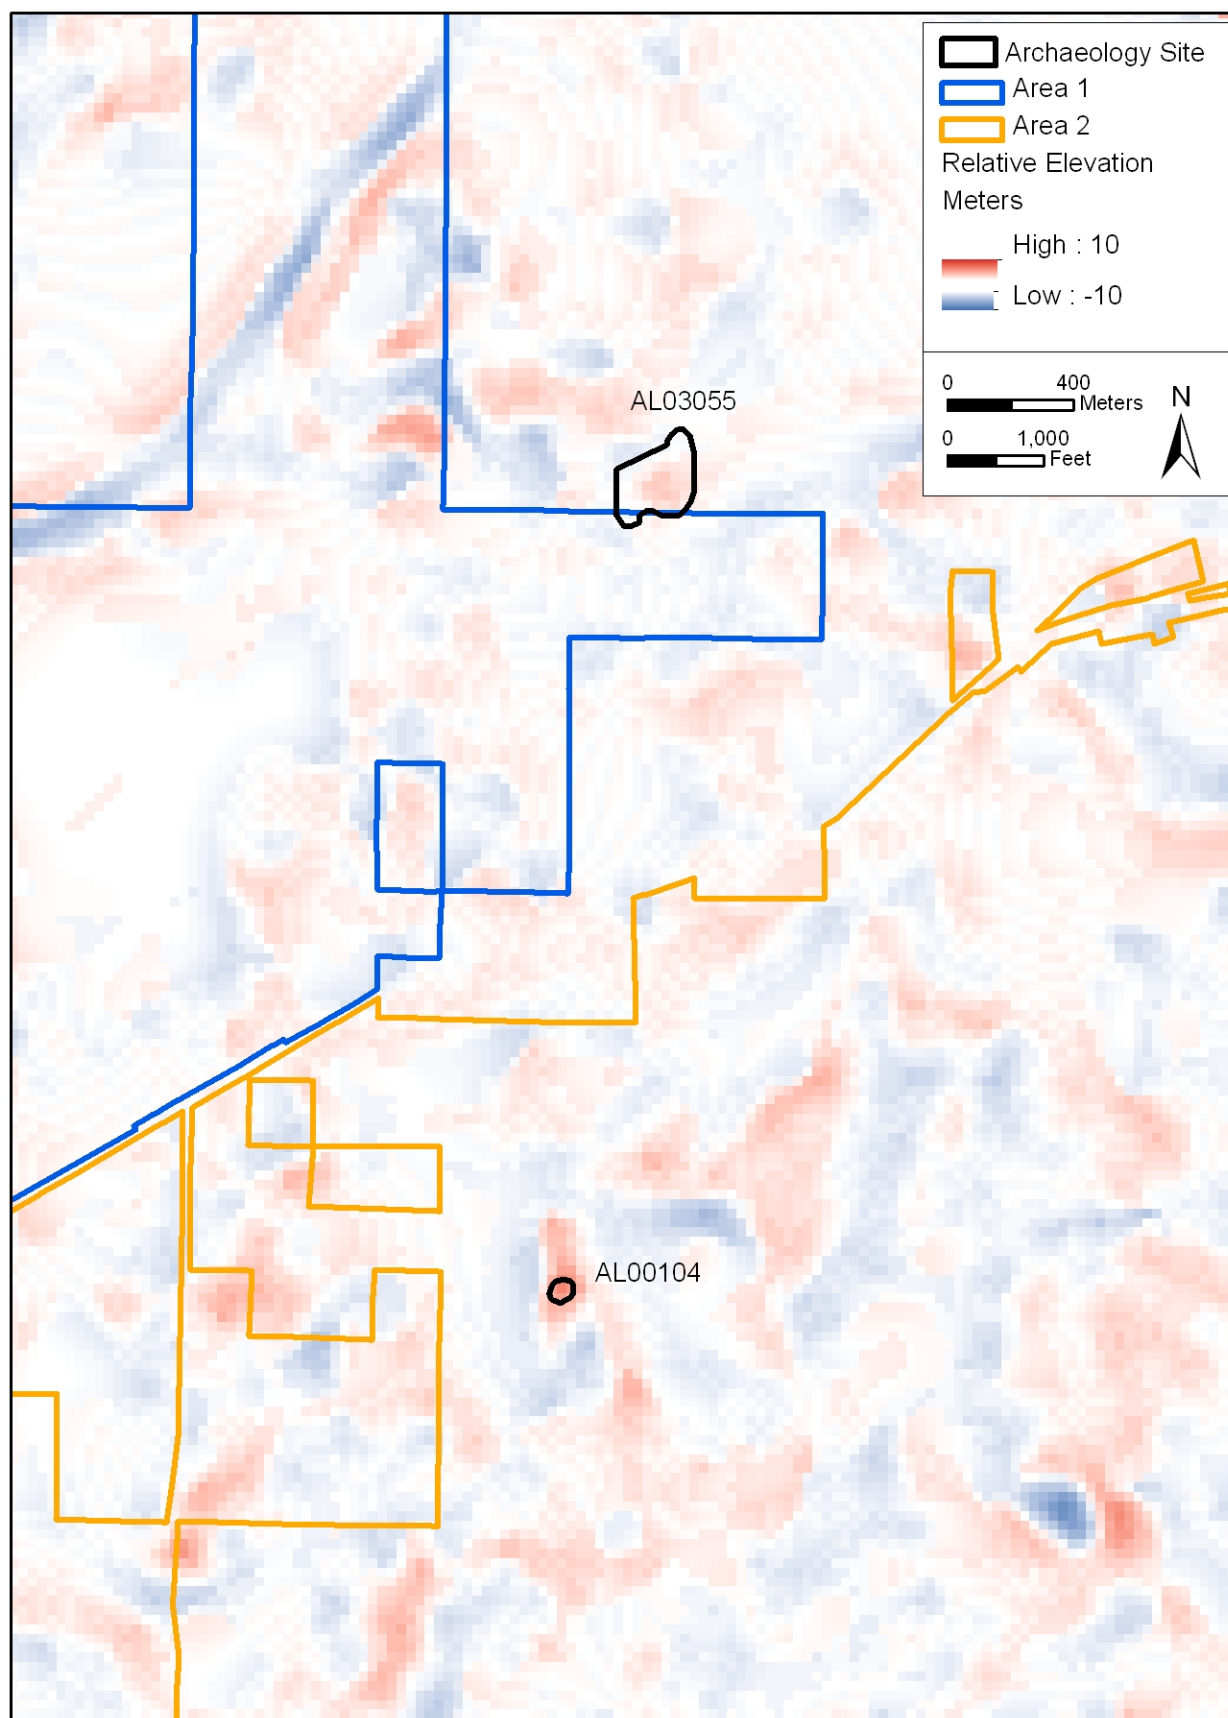 Archaeology Site
Area 1
Area 2
Relative Elevation
Meters
High : 10
Low : -10
0 400
Meters
0 1,000
Feet
N
AL03055
AL00104